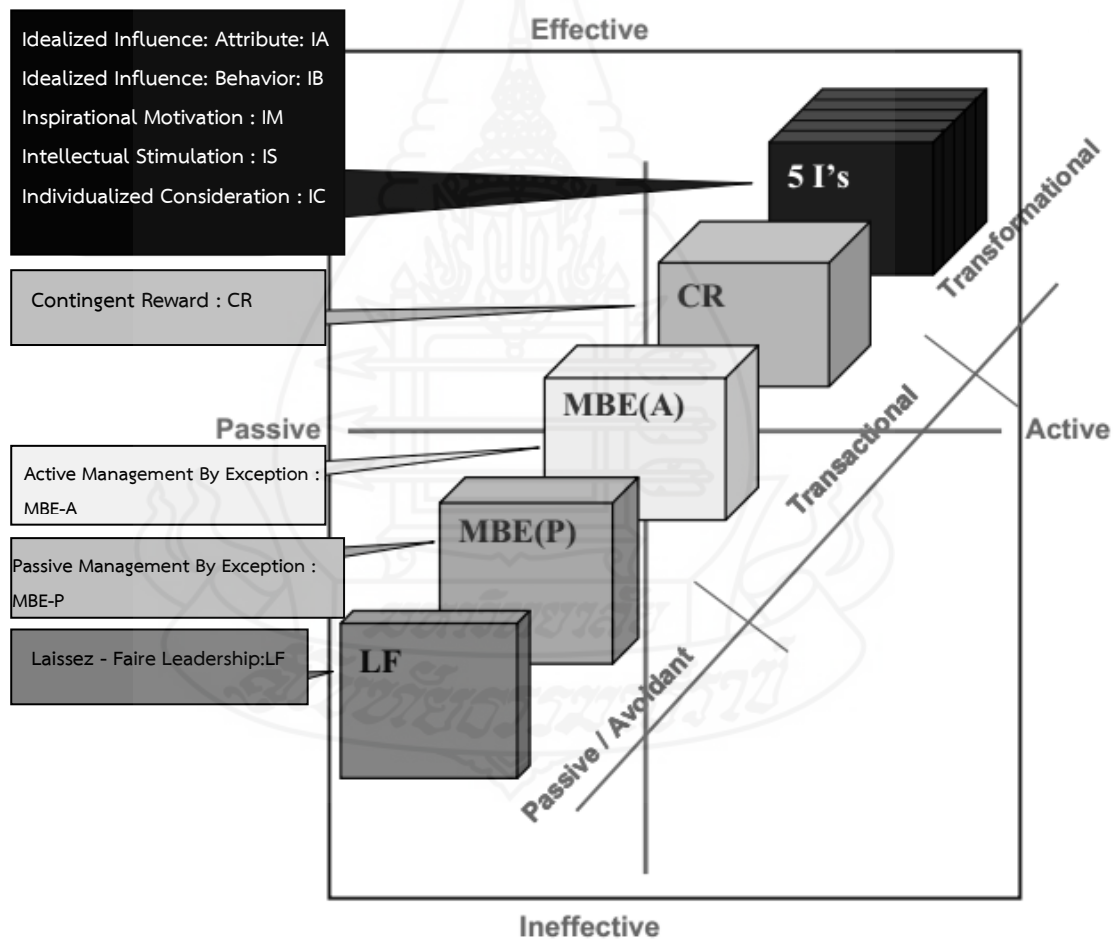 Effective
Idealized Influence: Attribute: IA
Idealized Influence: Behavior: IB
Inspirational Motivation : IM
Intellectual Stimulation : IS
Individualized Consideration : IC
5 I's
Transformational
Contingent Reward : CR
CR
MBE(A)
Transactional
Passive
Active
Active Management By Exception :
MBE-A
MBE(P)
Passive Management By Exception :
MBE-P
Laissez - Faire Leadership:LF
LF
Passive / Avoidant
Ineffective